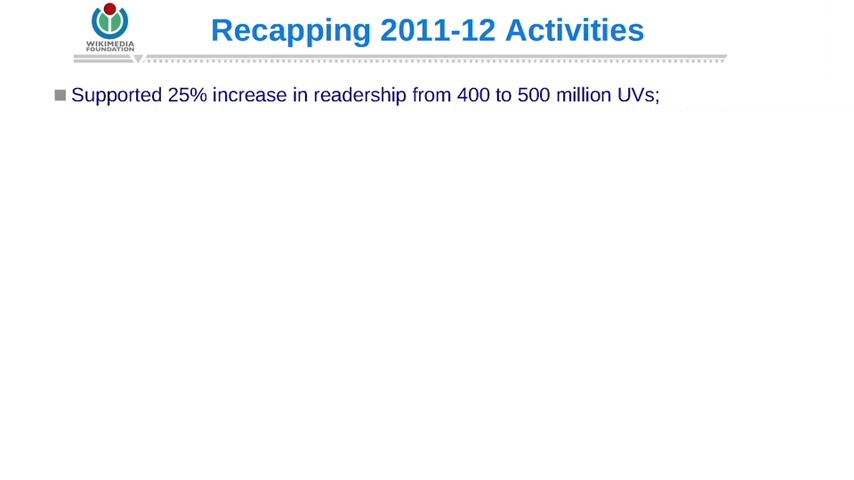 WIKIMEDIA
FOUNDATION
Recapping 2011-12 Activities
Supported 25% increase in readership from 400 to 500 million UVs;